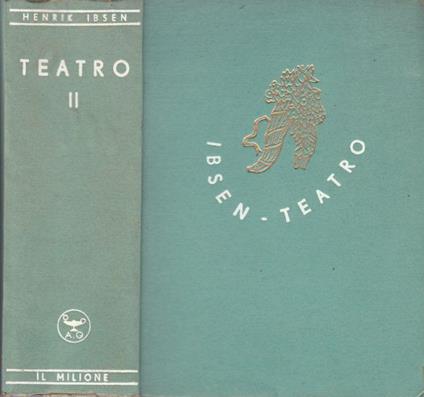 HENRIK IBSEN
TEATRO
II
A.G
IL MILIONE
IBSEN - TEATRO